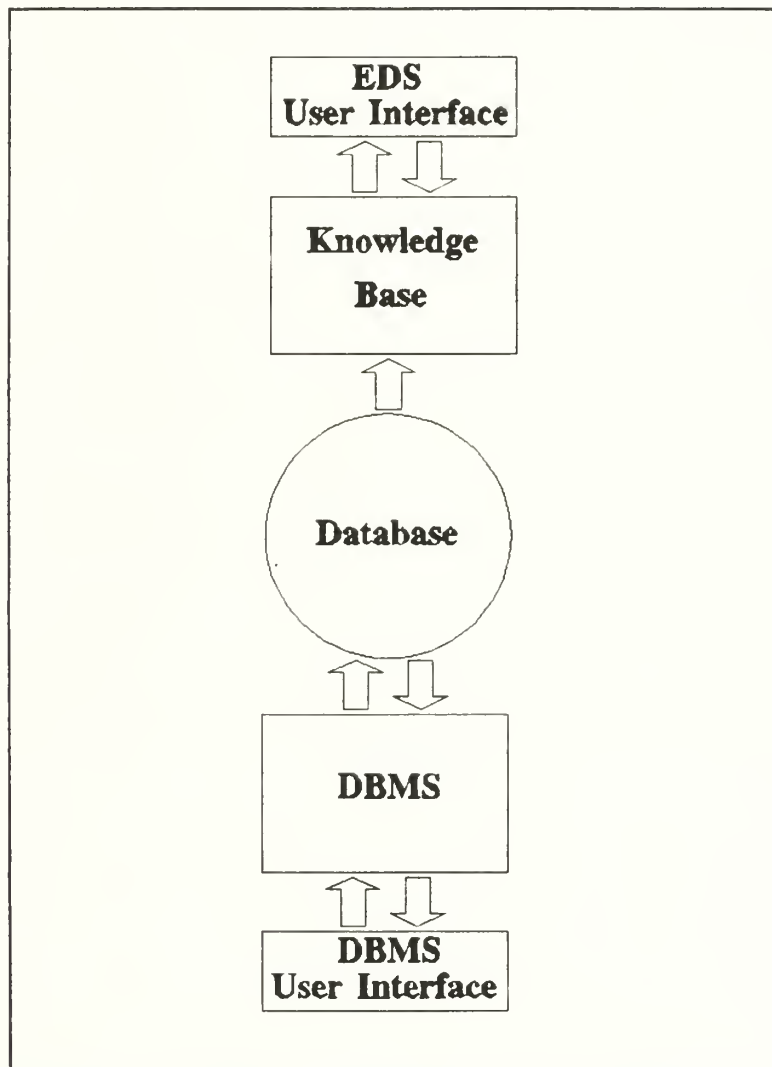 EDS
User Interface
Knowledge
Base
Database
DBMS
DBMS
User Interface